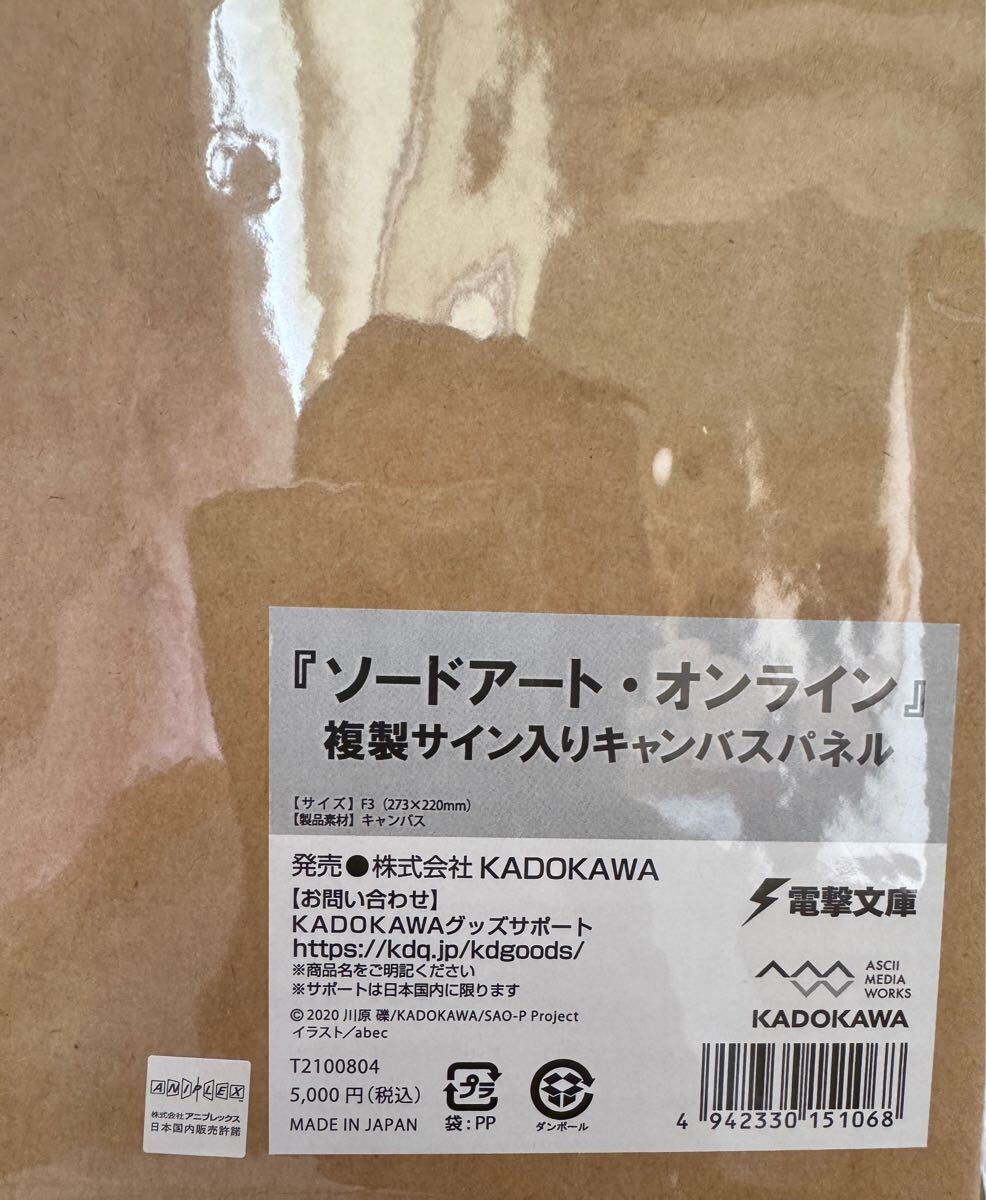 『ソードアート・オンライン』
複製サイン入りキャンバスパネル
【サイズ】F3（273×220mm）
【製品素材】キャンバス
発売●株式会社 KADOKAWA
【お問い合わせ】
KADOKAWAグッズサポート
https://kdq.jp/kdgoods/
※商品名をご明記ください
※サポートは日本国内に限ります
©2020 川原 礫/KADOKAWA/SAO-P Project
イラスト／abec
電撃文庫
ASCII
MEDIA
WORKS
KADOKAWA
T2100804
5,000 円（税込）
MADE IN JAPAN
プラ
袋：PP
ダンボール
4 942330 151068
ANIPLEX
株式会社 アニプレックス
日本国内販売許諾